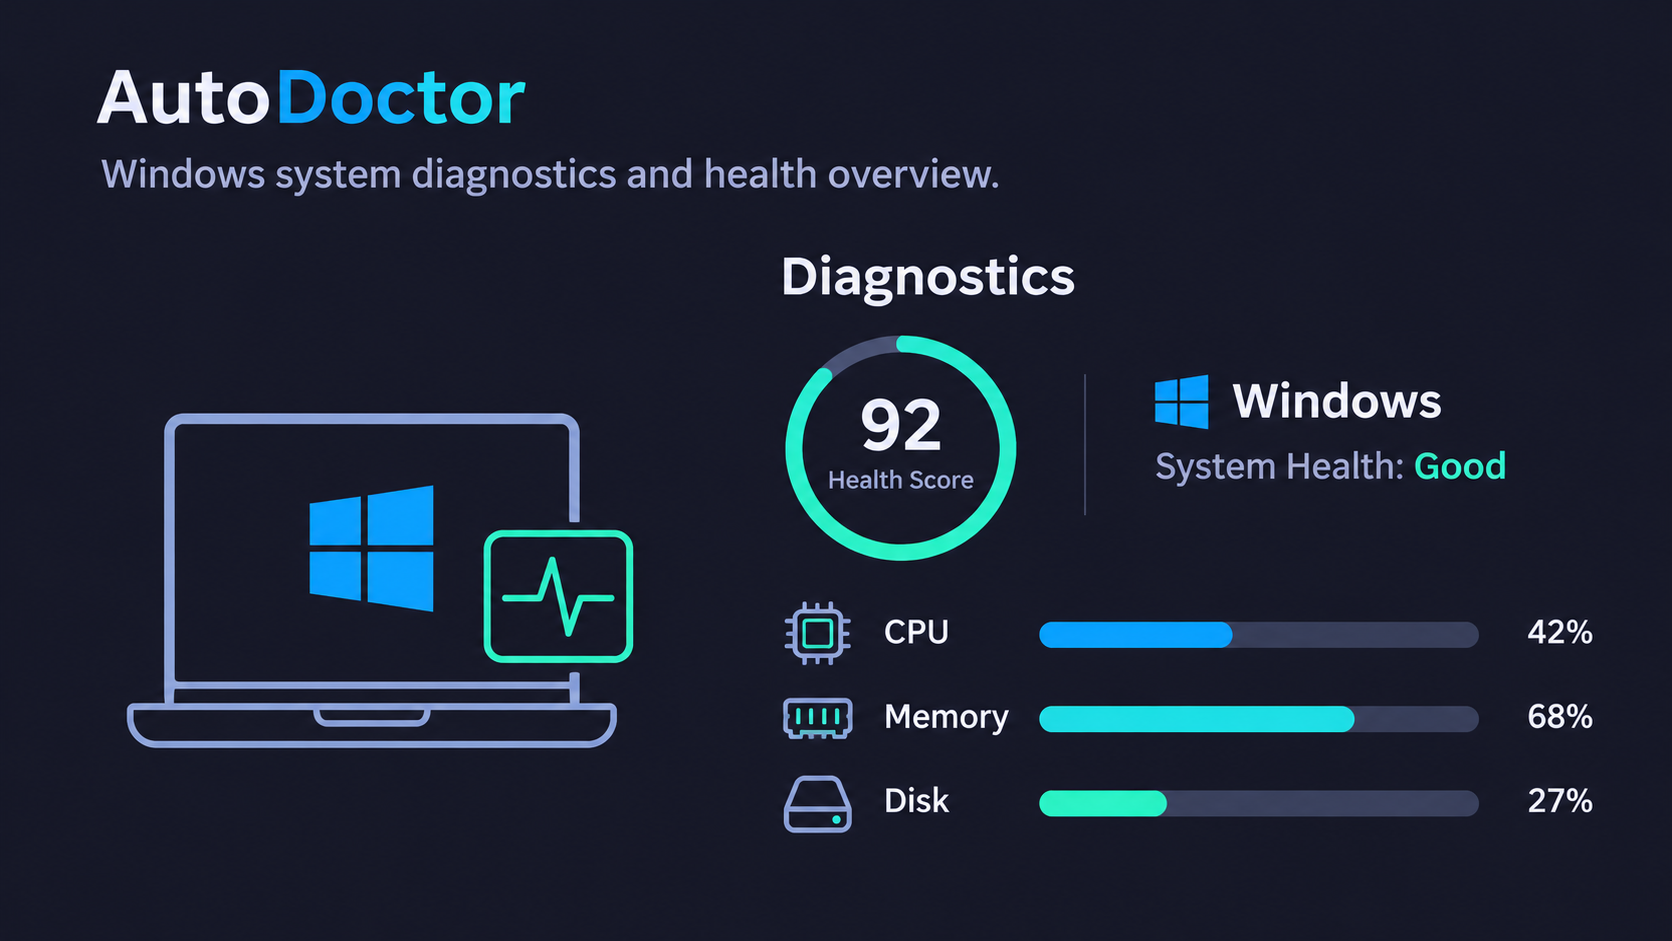 AutoDoctor
Windows system diagnostics and health overview.
Diagnostics
92
Health Score
Windows
System Health: Good
CPU 42%
Memory 68%
Disk 27%